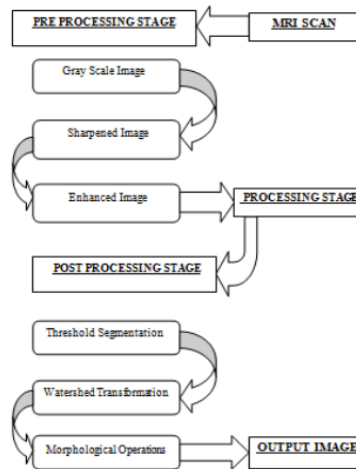 PRE PROCESSING STAGE
MRI SCAN
Gray Scale Image
Sharpened Image
Enhanced Image
PROCESSING STAGE
POST PROCESSING STAGE
Threshold Segmentation
Watershed Transformation
Morphological Operations
OUTPUT IMAGE